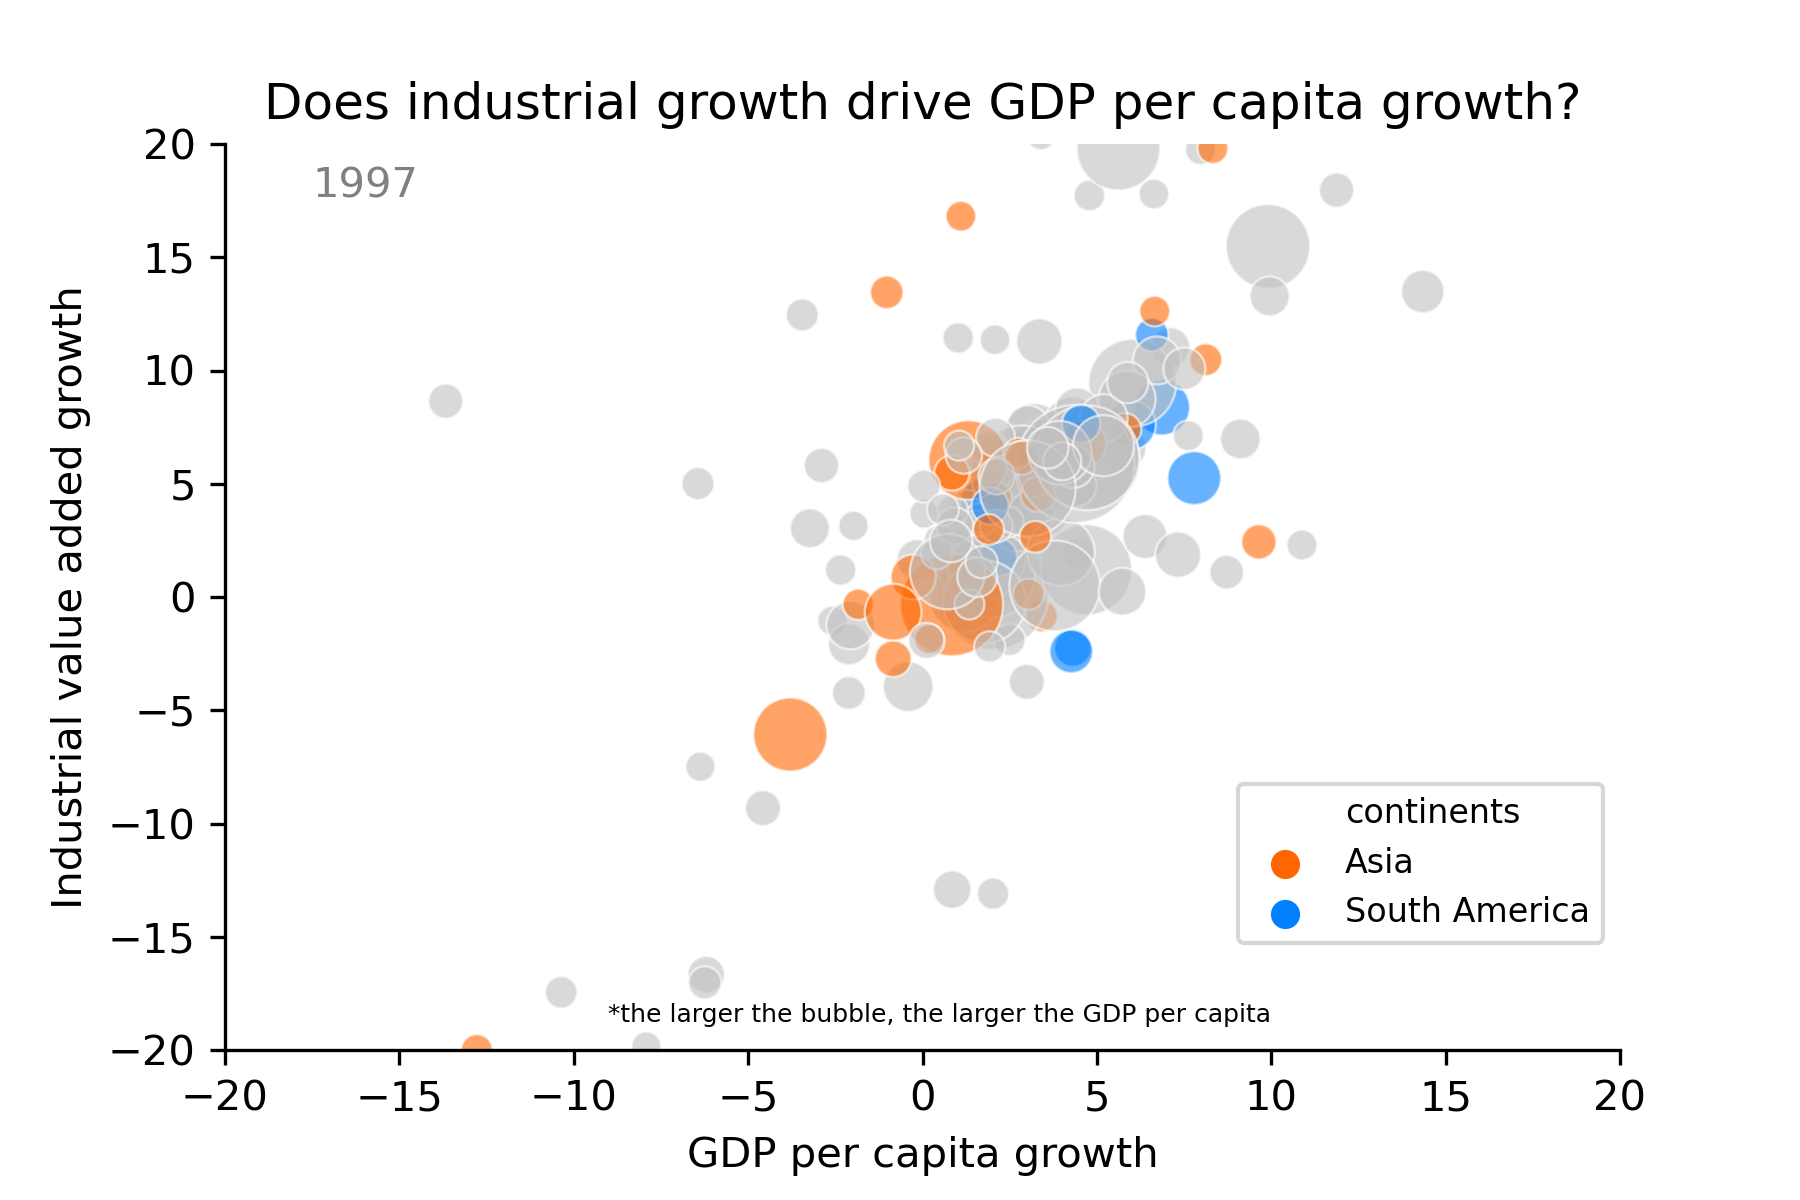 Does industrial growth drive GDP per capita growth?
1997
Industrial value added growth
20
15
10
5
0
−5
−10
−15
−20
continents
Asia
South America
*the larger the bubble, the larger the GDP per capita
−20 −15 −10 −5 0 5 10 15 20
GDP per capita growth